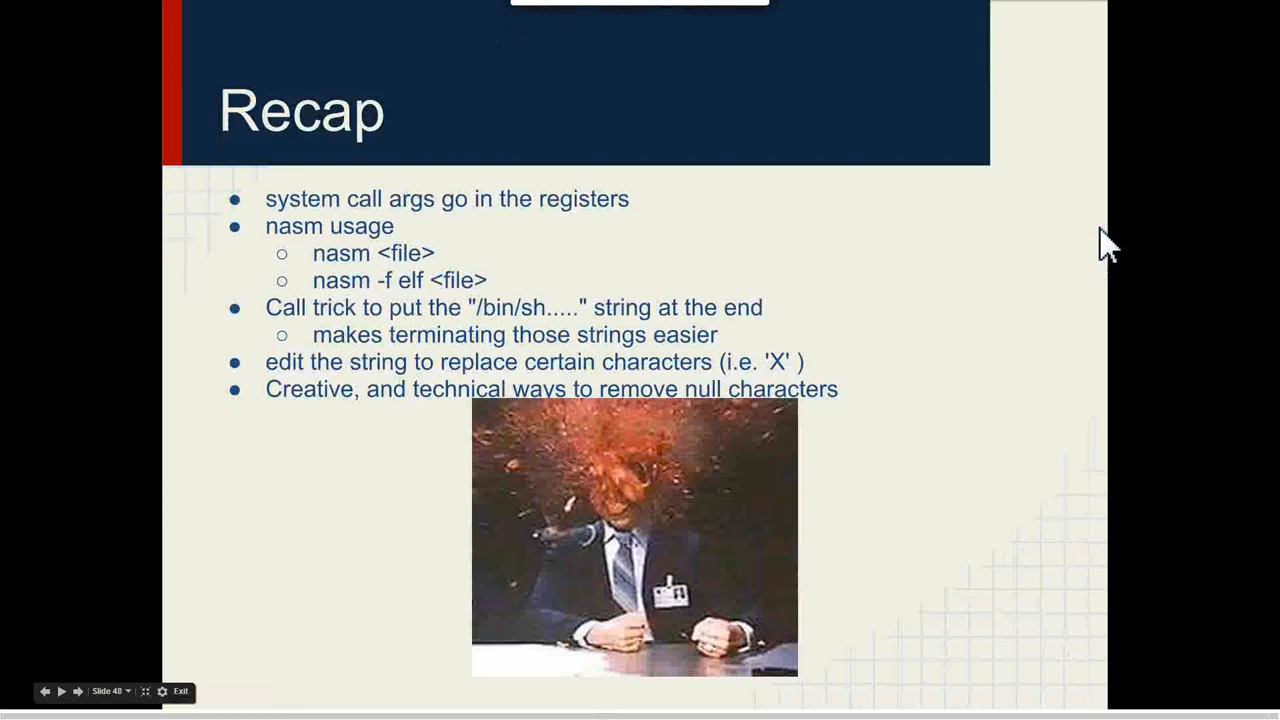 Recap
system call args go in the registers
nasm usage
nasm <file>
nasm -f elf <file>
Call trick to put the "/bin/sh....." string at the end
makes terminating those strings easier
edit the string to replace certain characters (i.e. 'X' )
Creative, and technical ways to remove null characters
Slide 48
Exit